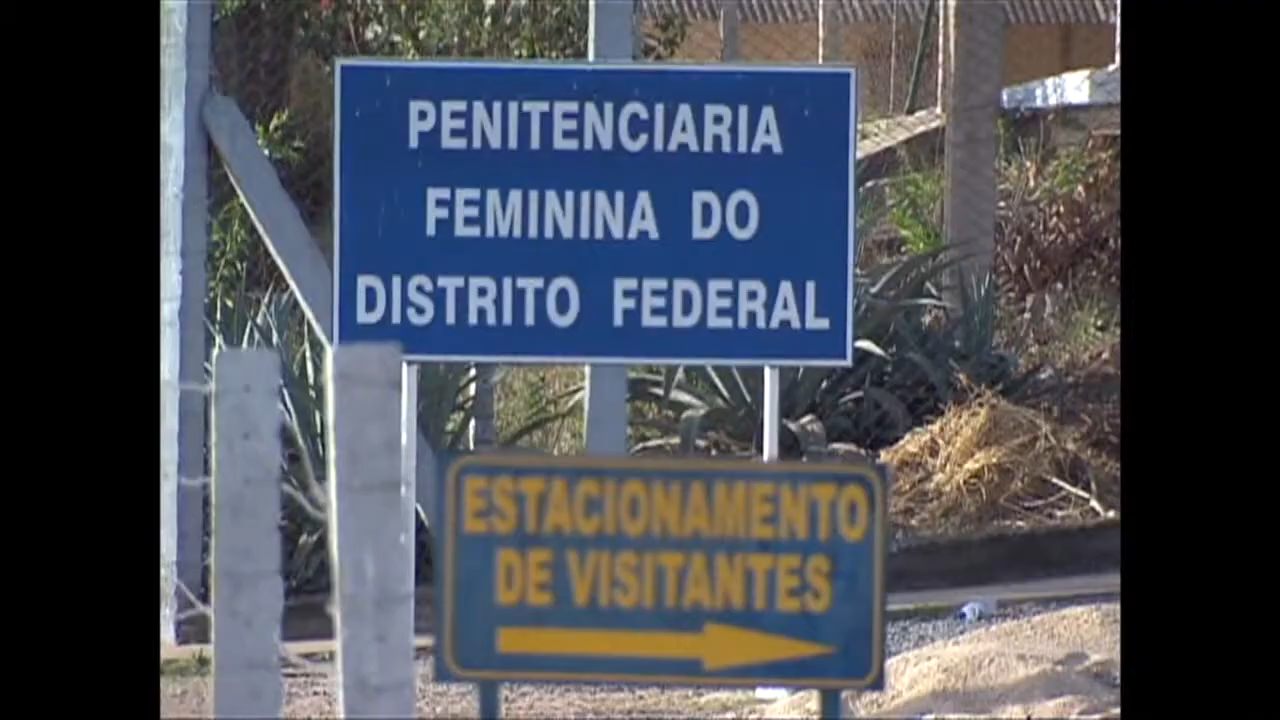 PENITENCIARIA
FEMININA DO
DISTRITO FEDERAL
ESTACIONAMENTO
DE VISITANTES